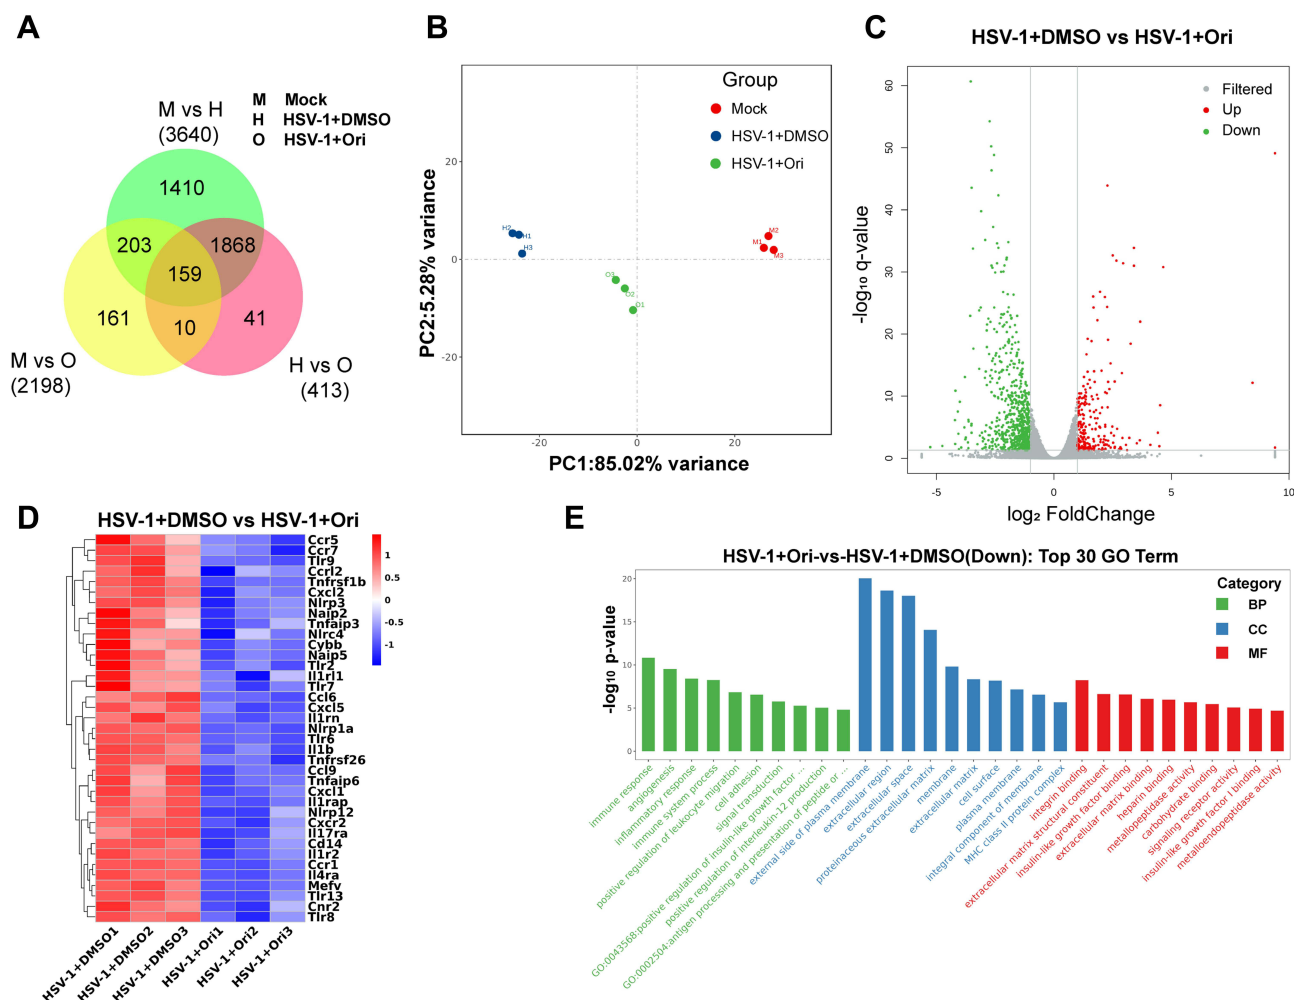 A
M vs H
(3640)
M Mock
H HSV-1+DMSO
O HSV-1+Ori
1410
203
1868
159
161
10
41
M vs O
(2198)
H vs O
(413)
B
Group
Mock
HSV-1+DMSO
HSV-1+Ori
PC2:5.28% variance
20
0
-20
H2
H1
H3
M2
M1
M3
O3
O2
O1
-20
0
20
PC1:85.02% variance
C
HSV-1+DMSO vs HSV-1+Ori
Filtered
Up
Down
-log₁₀ q-value
60
50
40
30
20
10
0
-5
0
5
10
log₂ FoldChange
D
HSV-1+DMSO vs HSV-1+Ori
1
0.5
0
-0.5
-1
Ccr5
Ccr7
Tlr9
Ccrl2
Tnfrsf1b
Cxcl2
Nlrp3
Naip2
Tnfaip3
Nlrc4
Cybb
Naip5
Tlr2
Il1rl1
Tlr7
Ccl6
Cxcl5
Il1rn
Nlrp1a
Tlr6
Il1b
Tnfrsf26
Ccl9
Tnfaip6
Cxcl1
Il1rap
Nlrp12
Cxcr2
Il17ra
Cd14
Il1r2
Ccr1
Il4ra
Mefv
Tlr13
Cnr2
Tlr8
HSV-1+DMSO1
HSV-1+DMSO2
HSV-1+DMSO3
HSV-1+Ori1
HSV-1+Ori2
HSV-1+Ori3
E
HSV-1+Ori-vs-HSV-1+DMSO(Down): Top 30 GO Term
Category
BP
CC
MF
-log₁₀ p-value
20
15
10
5
0
immune response
angiogenesis
inflammatory response
immune system process
positive regulation of leukocyte migration
cell adhesion
signal transduction
GO:0043568:positive regulation of insulin-like growth factor ...
positive regulation of interleukin-12 production
GO:0002504:antigen processing and presentation of peptide or ...
external side of plasma membrane
extracellular region
extracellular space
proteinaceous extracellular matrix
membrane
extracellular matrix
cell surface
plasma membrane
integral component of membrane
MHC class II protein complex
integrin binding
extracellular matrix structural constituent
insulin-like growth factor binding
extracellular matrix binding
heparin binding
metallopeptidase activity
carbohydrate binding
signaling receptor activity
insulin-like growth factor I binding
metalloendopeptidase activity